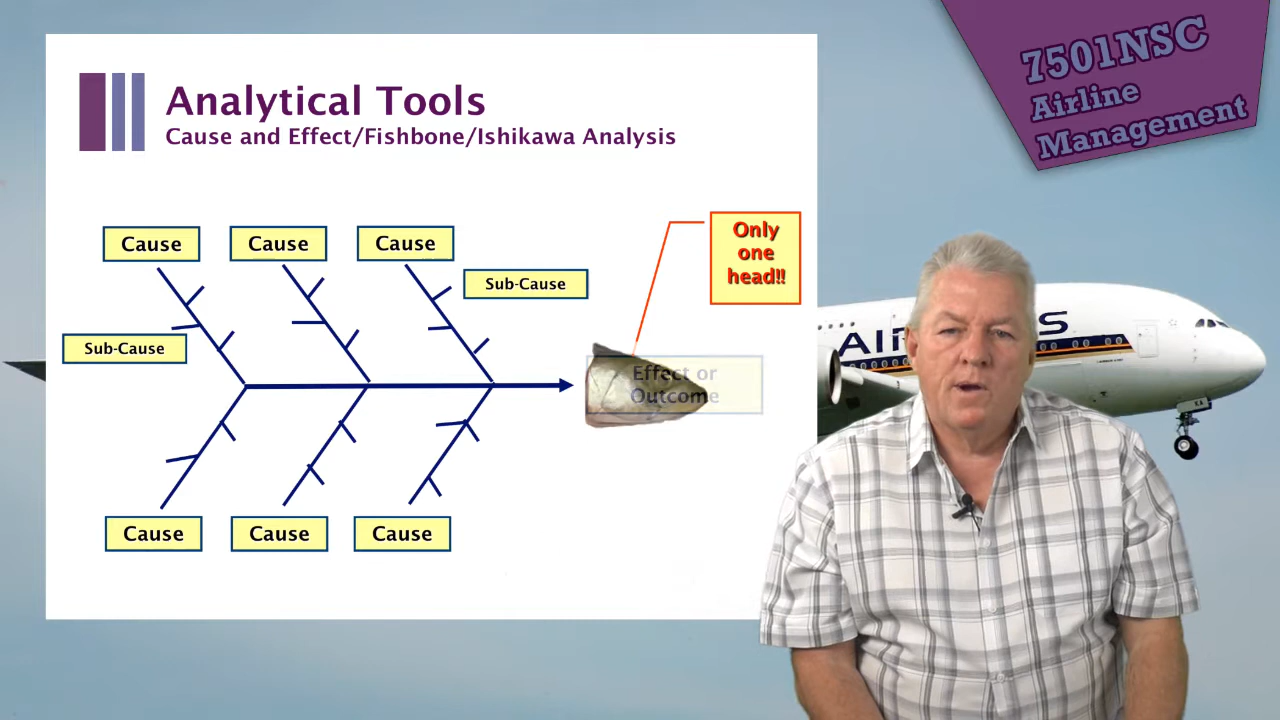 7501NSC
Airline
Management
Analytical Tools
Cause and Effect/Fishbone/Ishikawa Analysis
Only
one
head!!
Cause
Cause
Cause
Sub-Cause
Sub-Cause
Effect or
Outcome
Cause
Cause
Cause